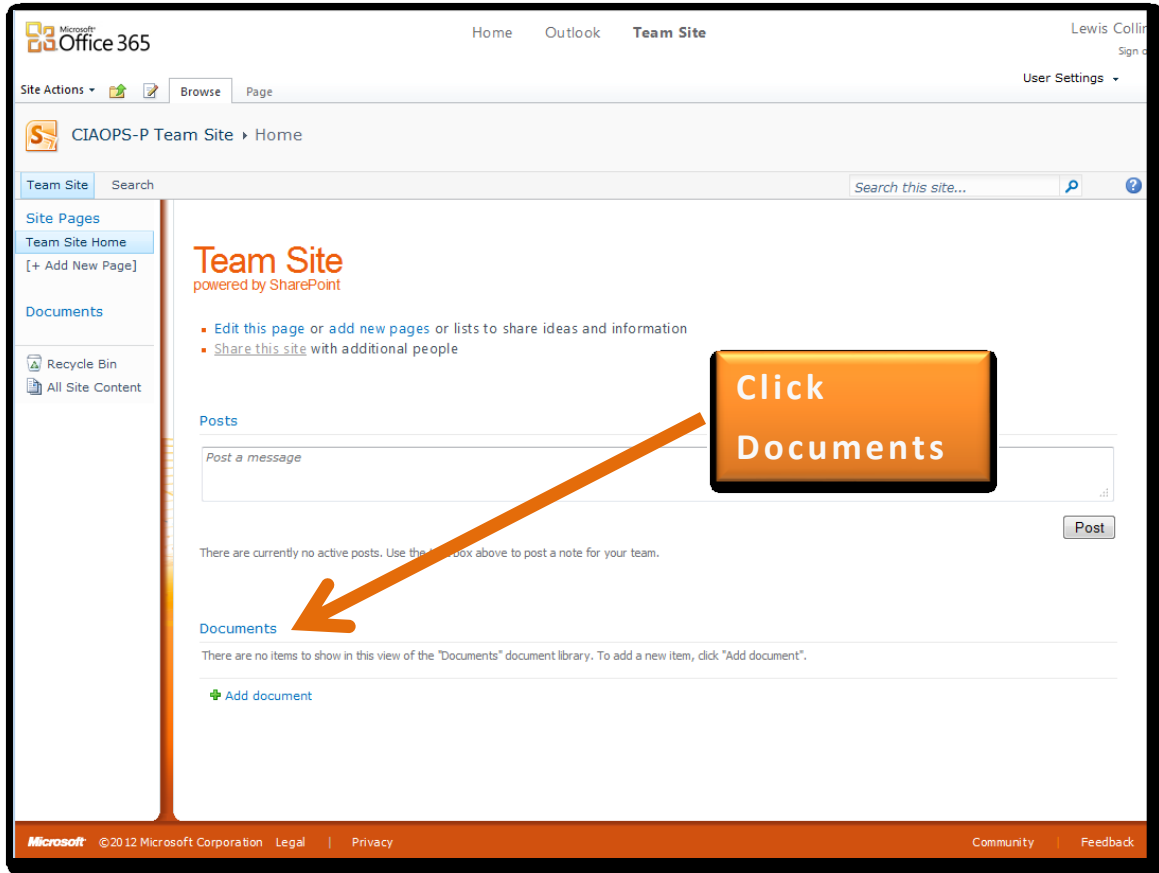 Microsoft
Office 365
Home Outlook Team Site
Lewis Collin
Sign
User Settings
Site Actions
Browse Page
CIAOPS-P Team Site Home
Team Site Search
Search this site...
Site Pages
Team Site Home
[+ Add New Page]
Documents
Recycle Bin
All Site Content
Team Site
powered by SharePoint
Edit this page or add new pages or lists to share ideas and information
Share this site with additional people
Click
Documents
Posts
Post a message
Post
There are currently no active posts. Use the box above to post a note for your team.
Documents
There are no items to show in this view of the "Documents" document library. To add a new item, click "Add document".
Add document
Microsoft ©2012 Microsoft Corporation Legal | Privacy
Community | Feedback